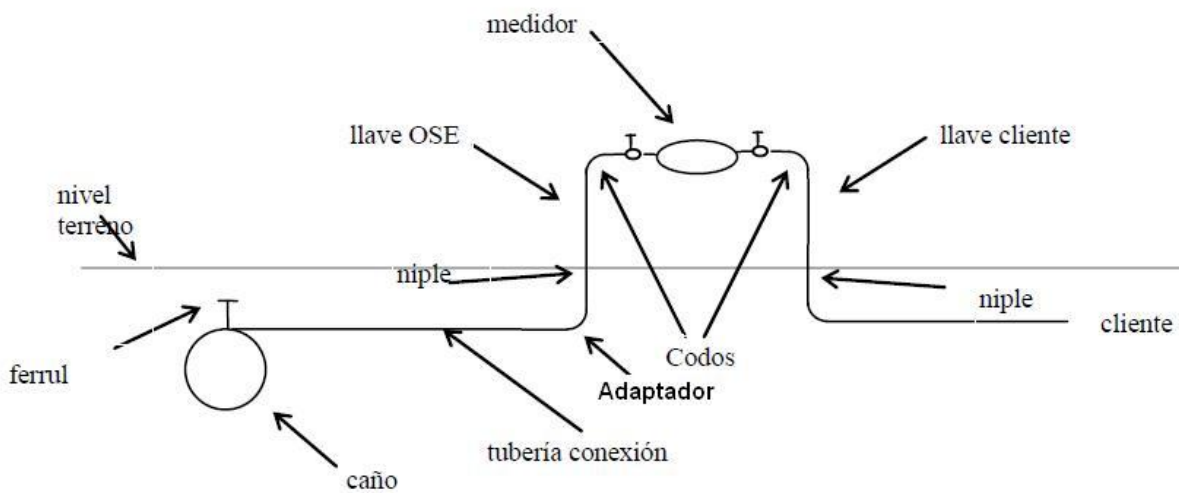 medidor
llave OSE
llave cliente
nivel
terreno
niple
niple
cliente
ferrul
Codos
Adaptador
tubería conexión
caño